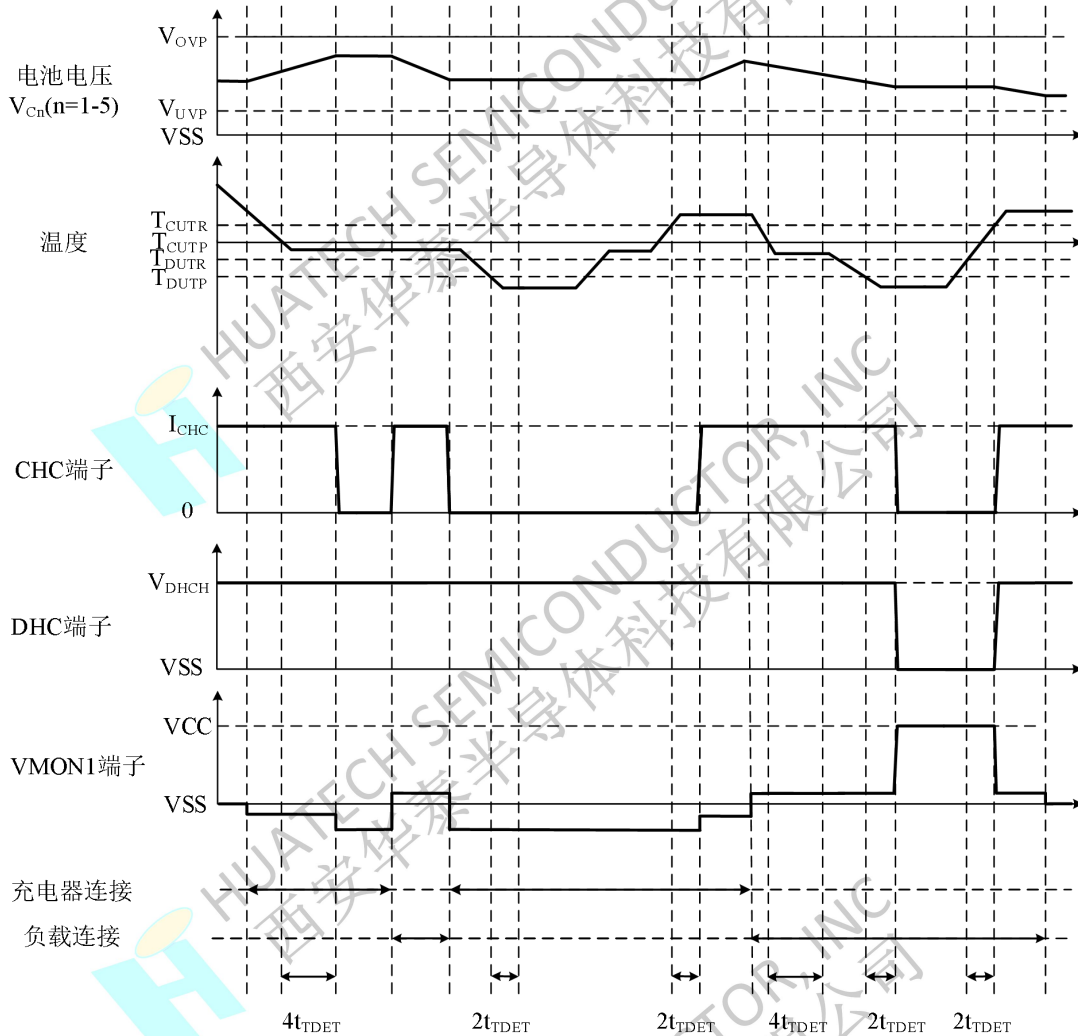 V_OVP
电池电压
V_Cn(n=1-5)
V_UVP
VSS
T_CUTR
温度
T_CUTP
T_DUTR
T_DUTP
I_CHC
CHC端子
0
V_DHCH
DHC端子
VSS
VCC
VMON1端子
VSS
充电器连接
负载连接
4t_TDET
2t_TDET
2t_TDET
4t_TDET
2t_TDET
2t_TDET
HUATECH SEMICONDUCTOR, INC
西安华泰半导体科技有限公司
HUATECH SEMICONDUCTOR, INC
西安华泰半导体科技有限公司